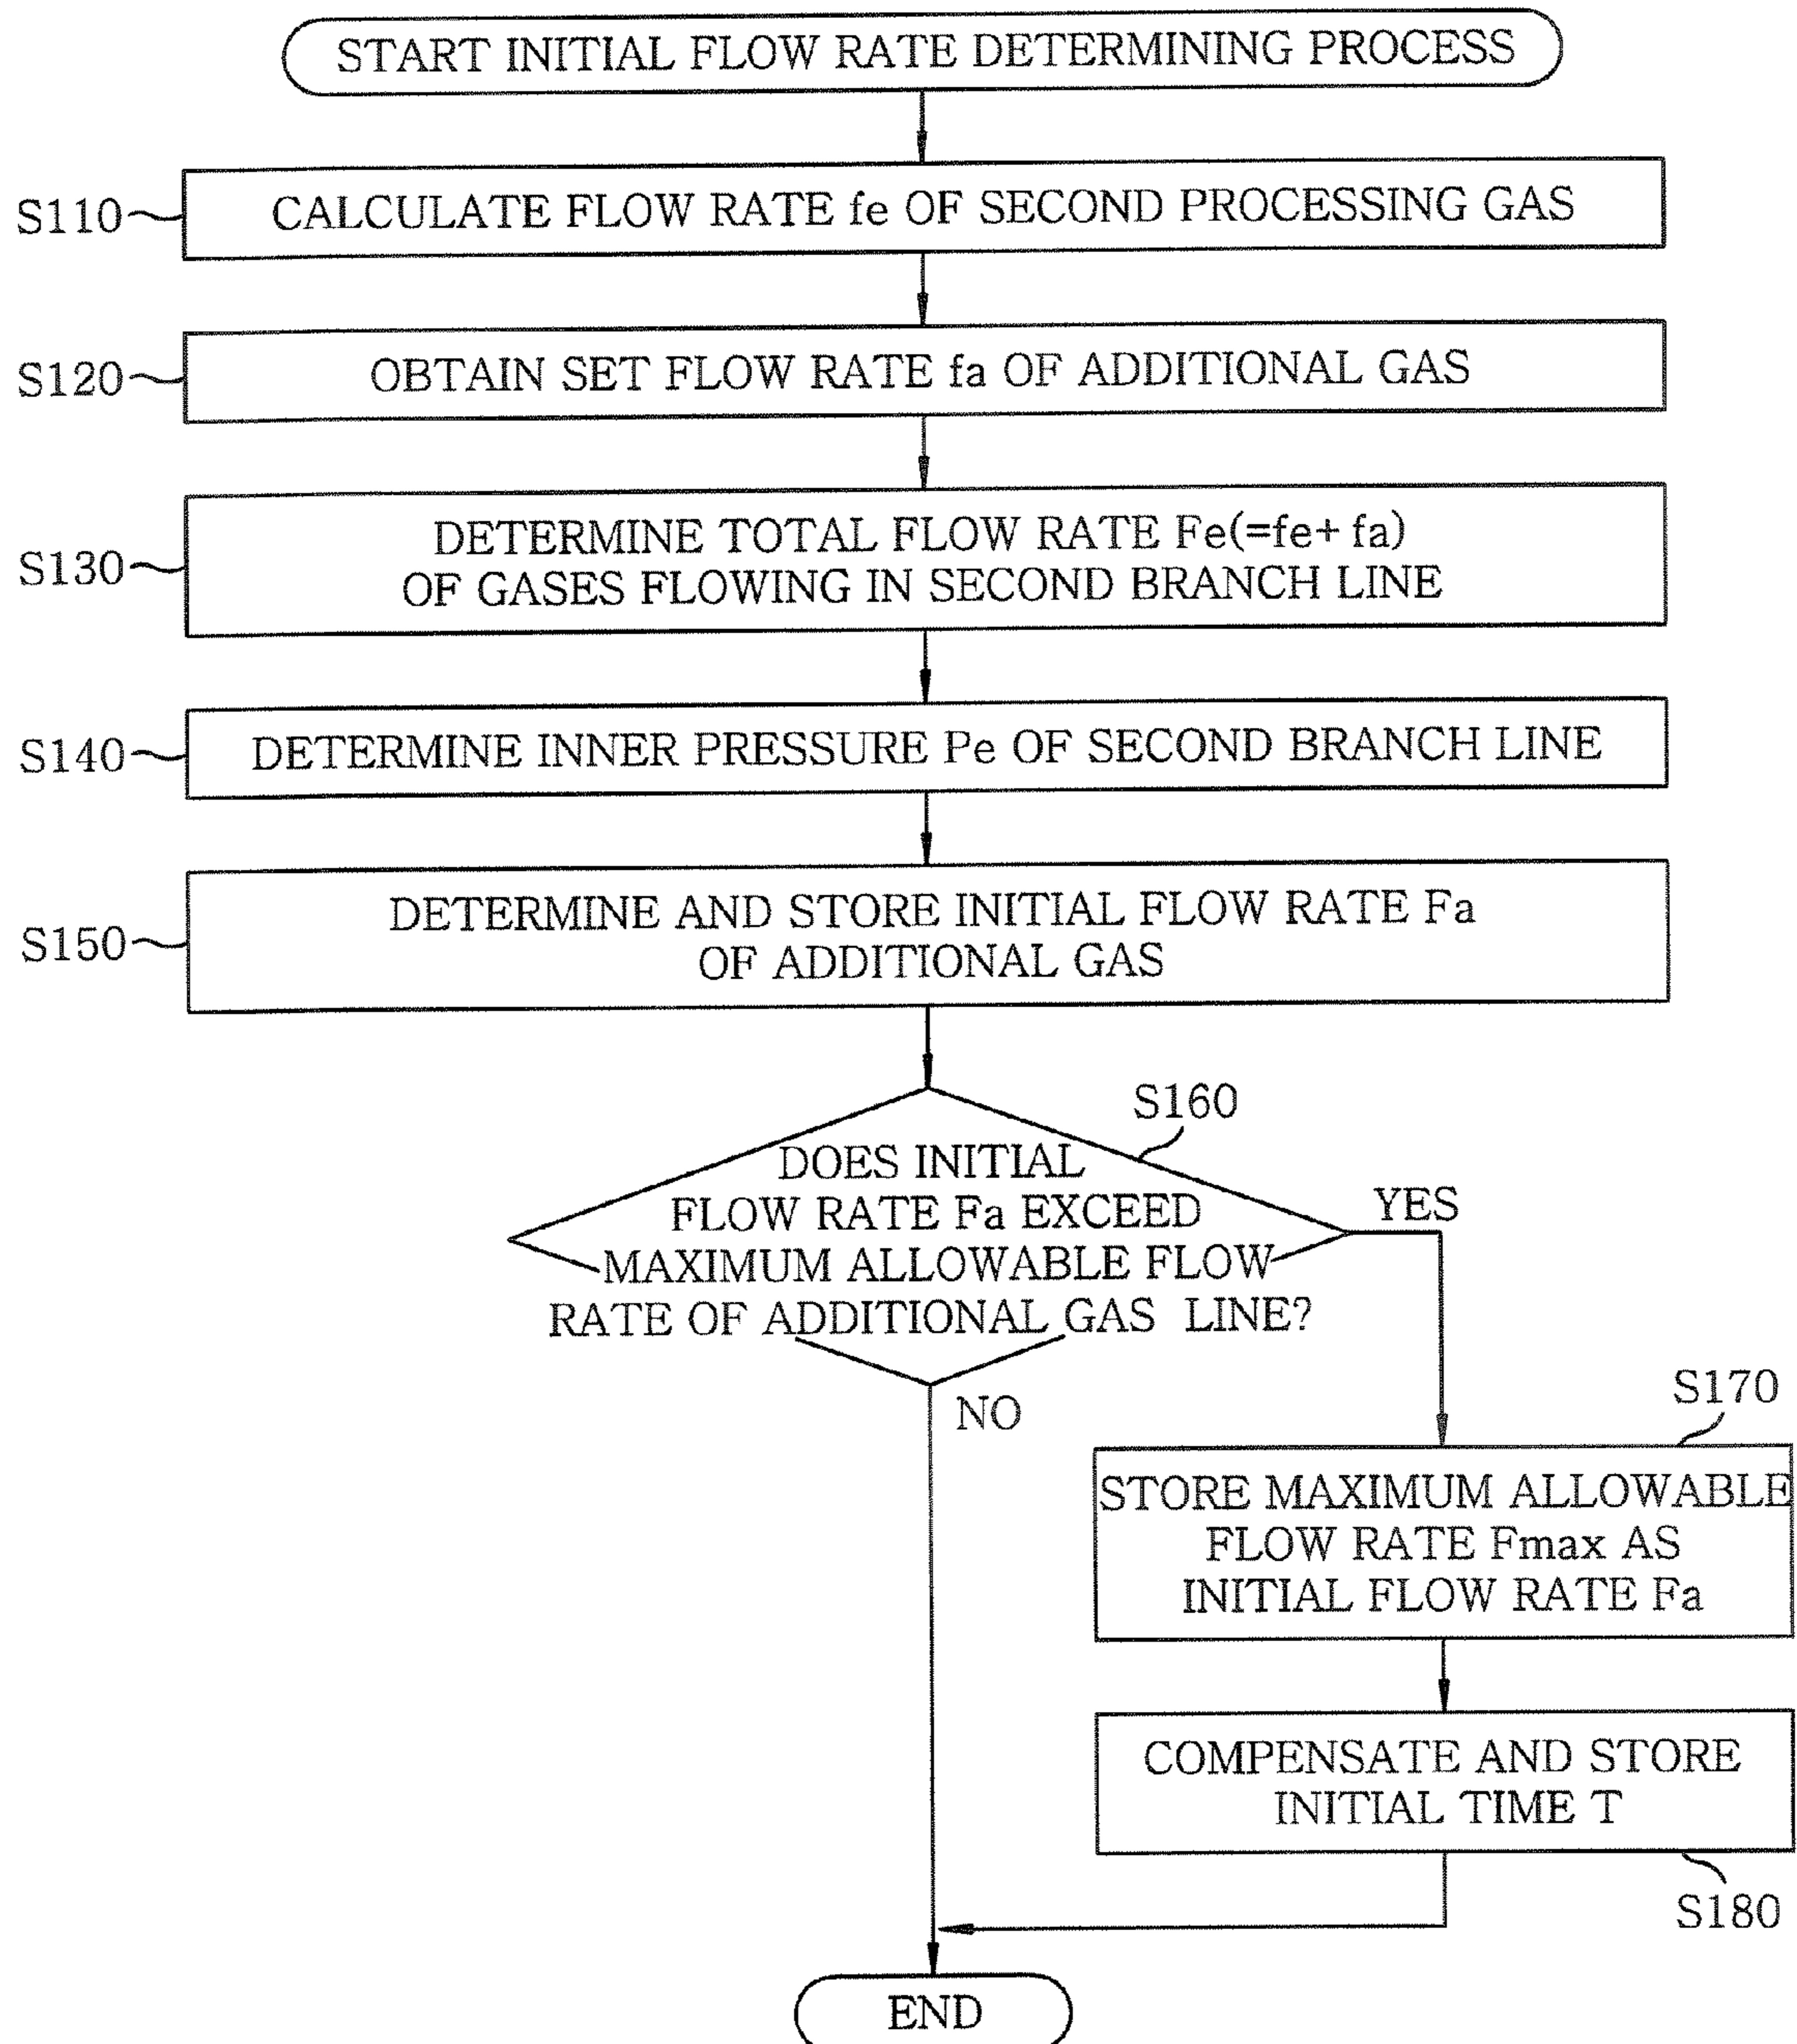 START INITIAL FLOW RATE DETERMINING PROCESS
S110
CALCULATE FLOW RATE fe OF SECOND PROCESSING GAS
S120
OBTAIN SET FLOW RATE fa OF ADDITIONAL GAS
S130
DETERMINE TOTAL FLOW RATE Fe(=fe+ fa)
OF GASES FLOWING IN SECOND BRANCH LINE
S140
DETERMINE INNER PRESSURE Pe OF SECOND BRANCH LINE
S150
DETERMINE AND STORE INITIAL FLOW RATE Fa
OF ADDITIONAL GAS
S160
DOES INITIAL
FLOW RATE Fa EXCEED
MAXIMUM ALLOWABLE FLOW
RATE OF ADDITIONAL GAS LINE?
YES
NO
S170
STORE MAXIMUM ALLOWABLE
FLOW RATE Fmax AS
INITIAL FLOW RATE Fa
COMPENSATE AND STORE
INITIAL TIME T
S180
END